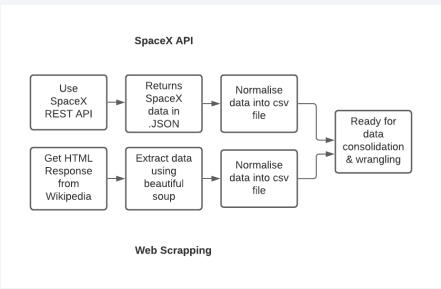 SpaceX API
Use
SpaceX
REST API
Returns
SpaceX
data in
.JSON
Normalise
data into csv
file
Ready for
data
consolidation
& wrangling
Get HTML
Response
from
Wikipedia
Extract data
using
beautiful
soup
Normalise
data into csv
file
Web Scrapping